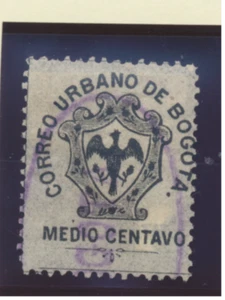 CORREO URBANO DE BOGOTA.
MEDIO CENTAVO